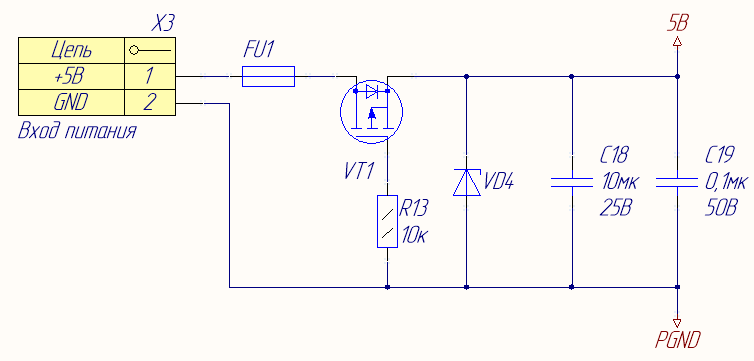 X3
Цепь
+5В 1
GND 2
Вход питания
FU1
VT1
R13
10к
VD4
C18
10мк
25В
C19
0,1мк
50В
5В
PGND